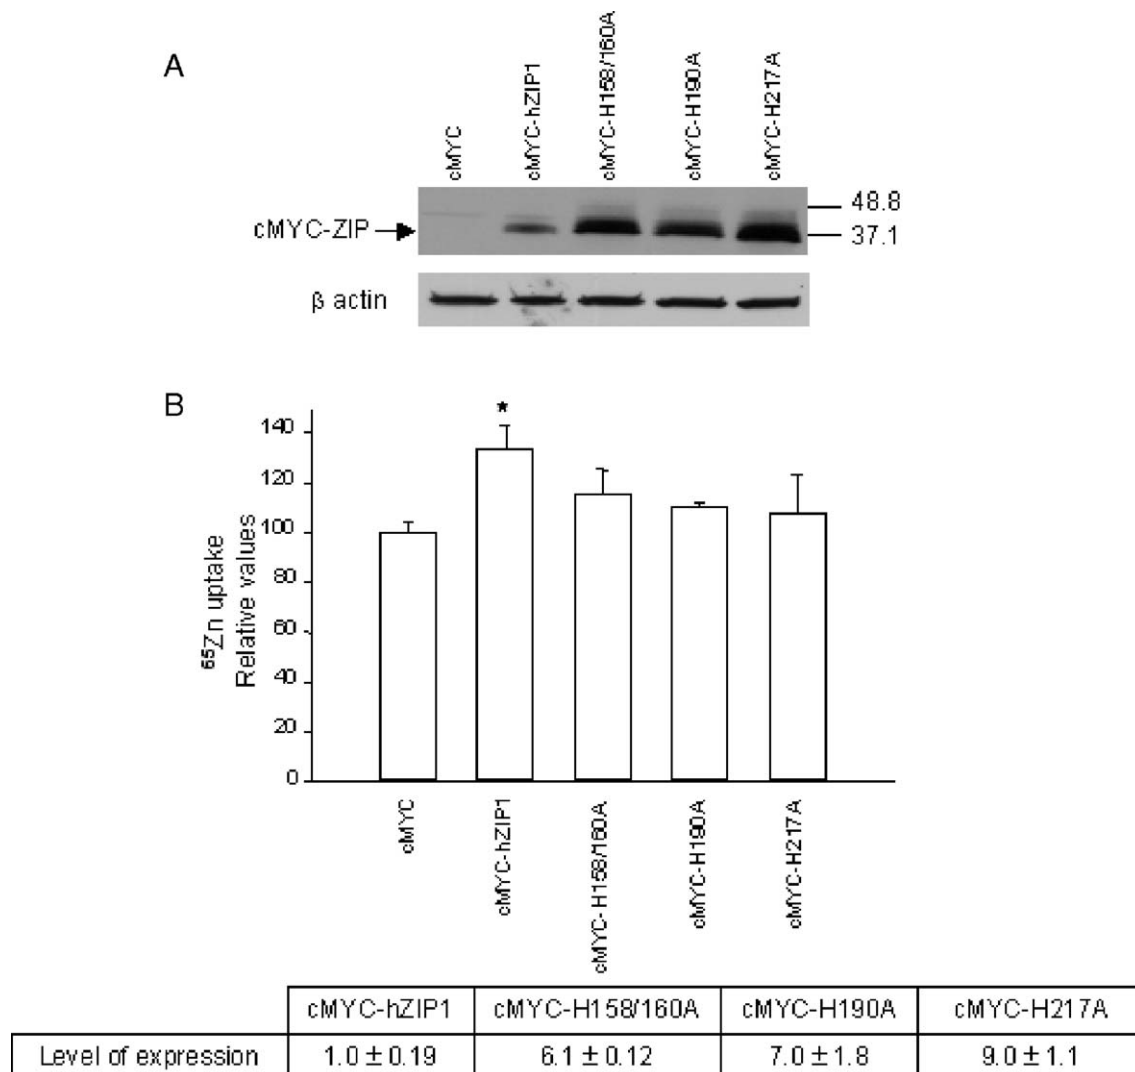 A
cMYC
cMYC-hZIP1
cMYC-H158/160A
cMYC-H190A
cMYC-H217A
cMYC-ZIP
48.8
37.1
β actin
B
*
140
120
100
80
60
40
20
0
⁶⁵Zn uptake
Relative values
cMYC
cMYC-hZIP1
cMYC-H158/160A
cMYC-H190A
cMYC-H217A
cMYC-hZIP1 cMYC-H158/160A cMYC-H190A cMYC-H217A
Level of expression 1.0 ± 0.19 6.1 ± 0.12 7.0 ± 1.8 9.0 ± 1.1